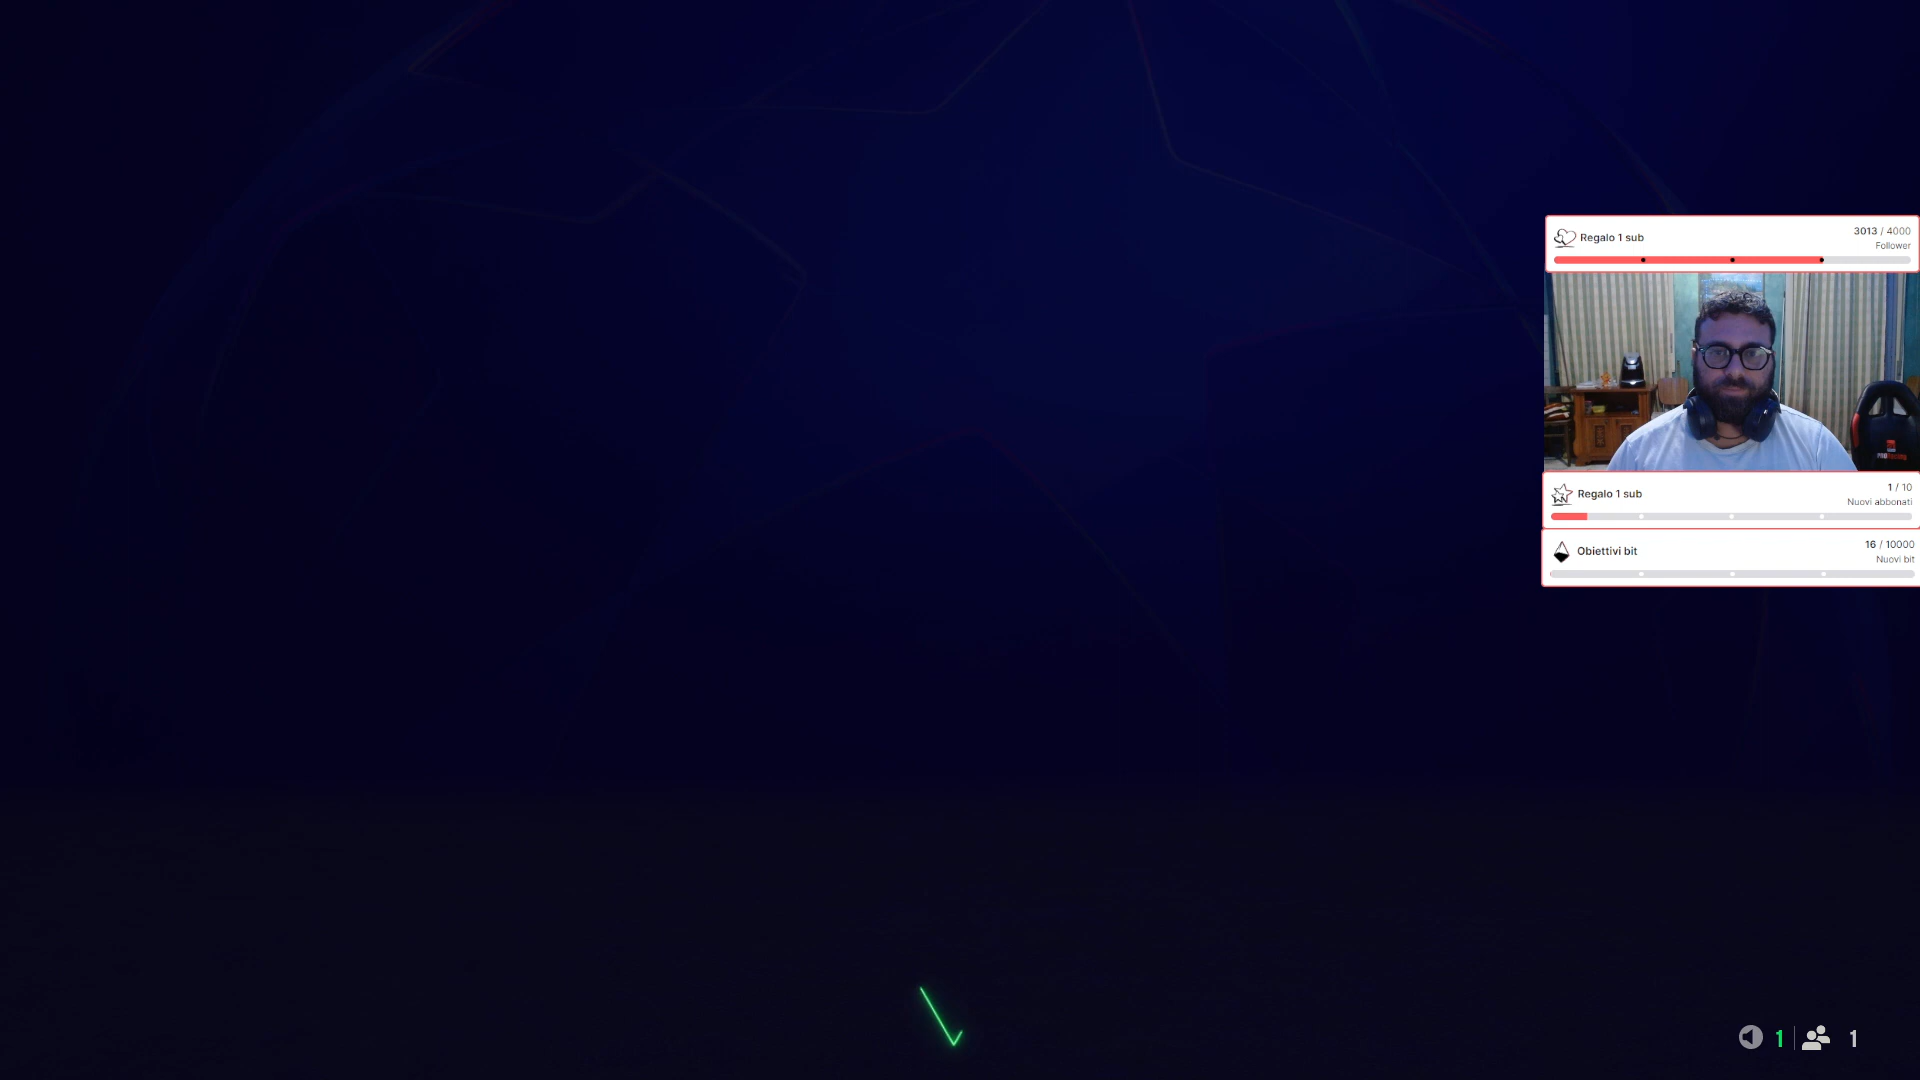 Regalo 1 sub
3013 / 4000
Follower
Regalo 1 sub
1 / 10
Nuovi abbonati
Obiettivi bit
16 / 10000
Nuovi bit
1
1